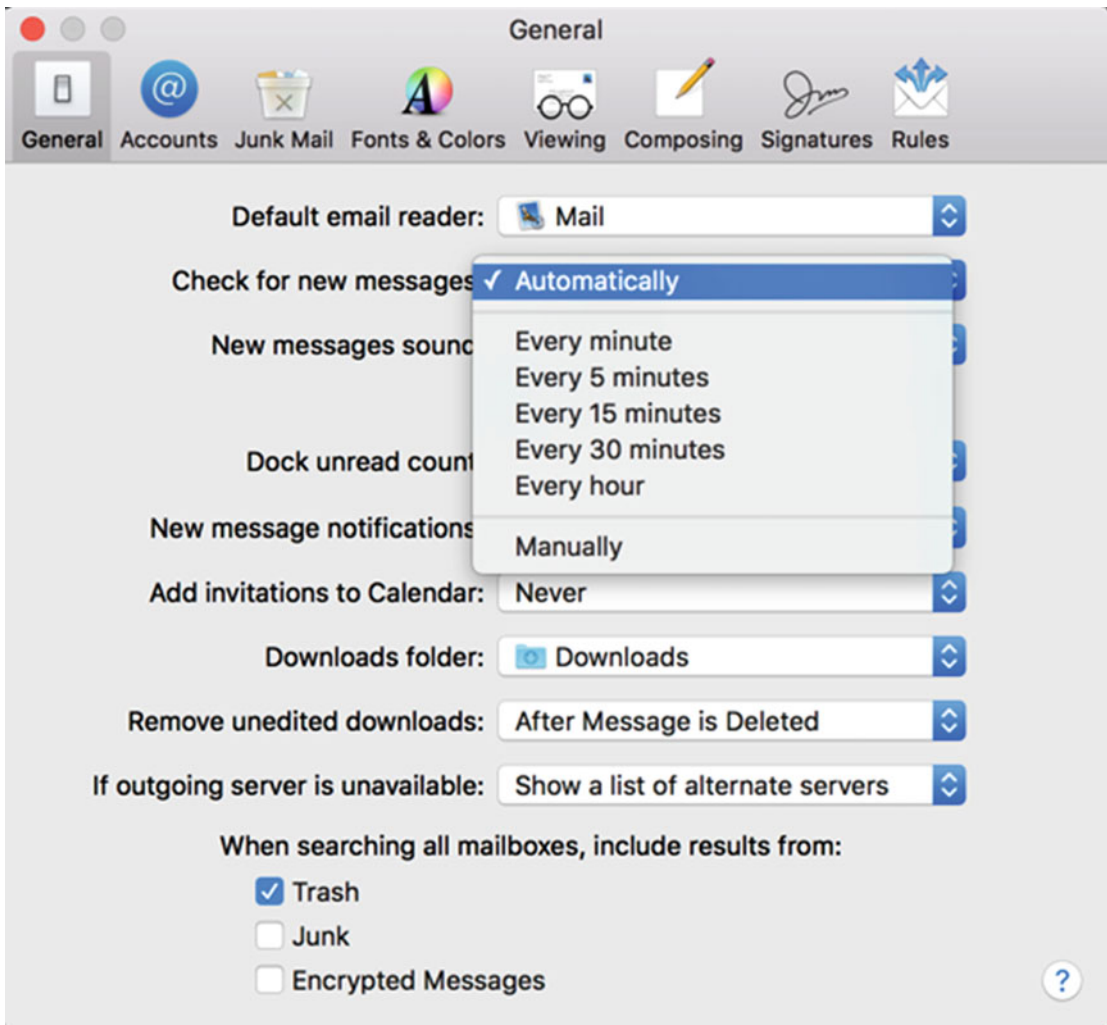 General
General Accounts Junk Mail Fonts & Colors Viewing Composing Signatures Rules
Default email reader: Mail
Check for new messages ✓ Automatically
Every minute
New messages sound
Every 5 minutes
Every 15 minutes
Every 30 minutes
Dock unread count
Every hour
New message notifications
Manually
Add invitations to Calendar: Never
Downloads folder: Downloads
Remove unedited downloads: After Message is Deleted
If outgoing server is unavailable: Show a list of alternate servers
When searching all mailboxes, include results from:
Trash
Junk
Encrypted Messages
?